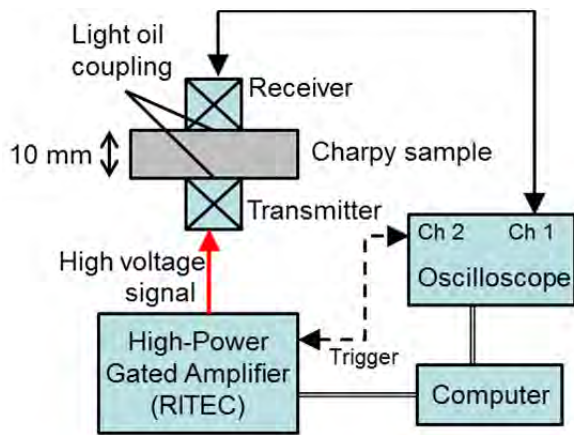 Light oil
coupling
Receiver
10 mm
Charpy sample
Transmitter
High voltage
signal
Ch 2 Ch 1
Oscilloscope
High-Power
Gated Amplifier
(RITEC)
Trigger
Computer